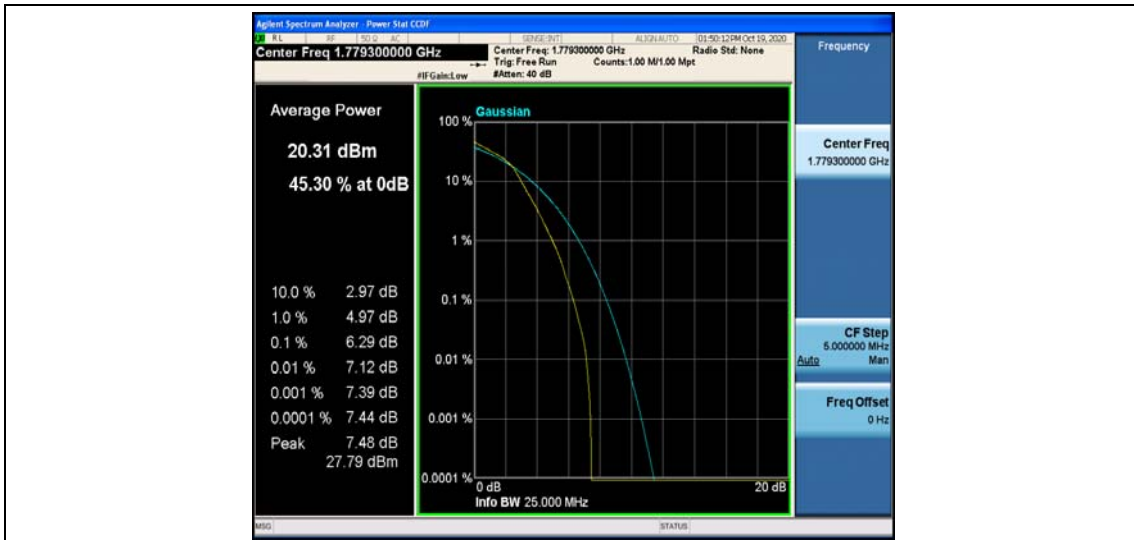 Agilent Spectrum Analyzer - Power Stat CCDF
RL RF 50 Ω AC SENSE:INT ALIGN AUTO 01:50:12 PM Oct 19, 2020
Center Freq 1.779300000 GHz
Center Freq: 1.779300000 GHz Radio Std: None
Trig: Free Run Counts:1.00 M/1.00 Mpt
#IFGain:Low #Atten: 40 dB
Frequency
Average Power
20.31 dBm
45.30 % at 0dB
10.0 % 2.97 dB
1.0 % 4.97 dB
0.1 % 6.29 dB
0.01 % 7.12 dB
0.001 % 7.39 dB
0.0001 % 7.44 dB
Peak 7.48 dB
27.79 dBm
Gaussian
100 %
10 %
1 %
0.1 %
0.01 %
0.001 %
0.0001 %
0 dB 20 dB
Info BW 25.000 MHz
Center Freq
1.779300000 GHz
CF Step
5.000000 MHz
Auto Man
Freq Offset
0 Hz
MSG STATUS